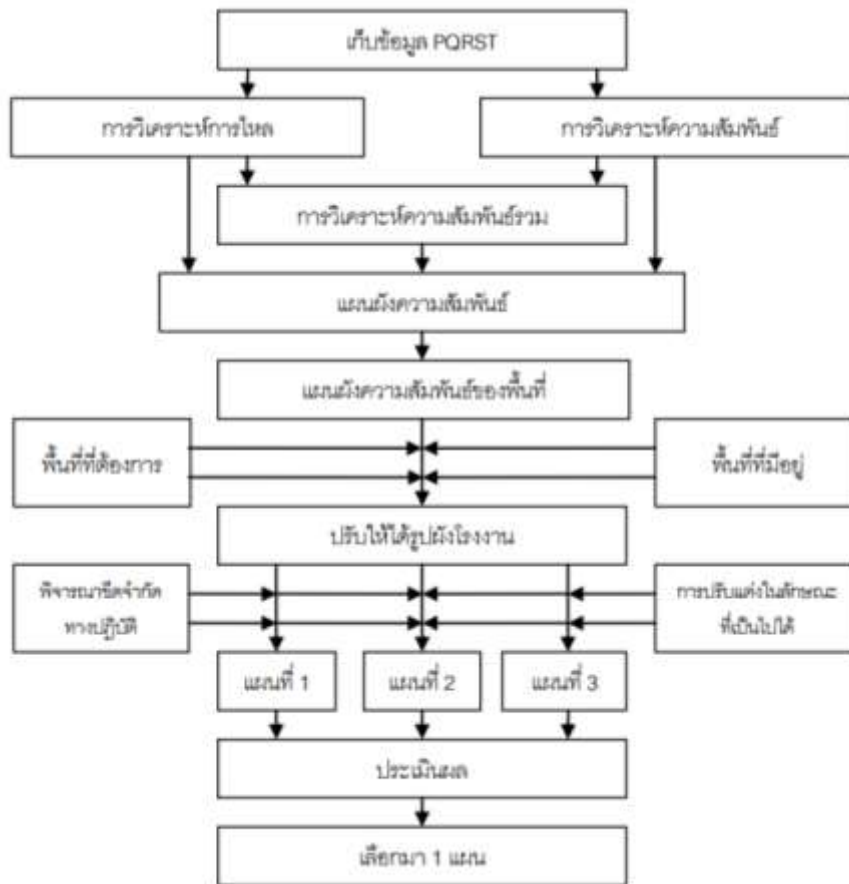 เก็บข้อมูล PQRST
การวิเคราะห์การไหล
การวิเคราะห์ความสัมพันธ์
การวิเคราะห์ความสัมพันธ์รวม
แผนผังความสัมพันธ์
แผนผังความสัมพันธ์ของพื้นที่
พื้นที่ที่ต้องการ
พื้นที่ที่มีอยู่
ปรับให้ได้รูปผังโรงงาน
พิจารณาขีดจำกัด
ทางปฏิบัติ
การปรับแต่งในลักษณะ
ที่เป็นไปได้
แผนที่ 1
แผนที่ 2
แผนที่ 3
ประเมินผล
เลือกมา 1 แผน